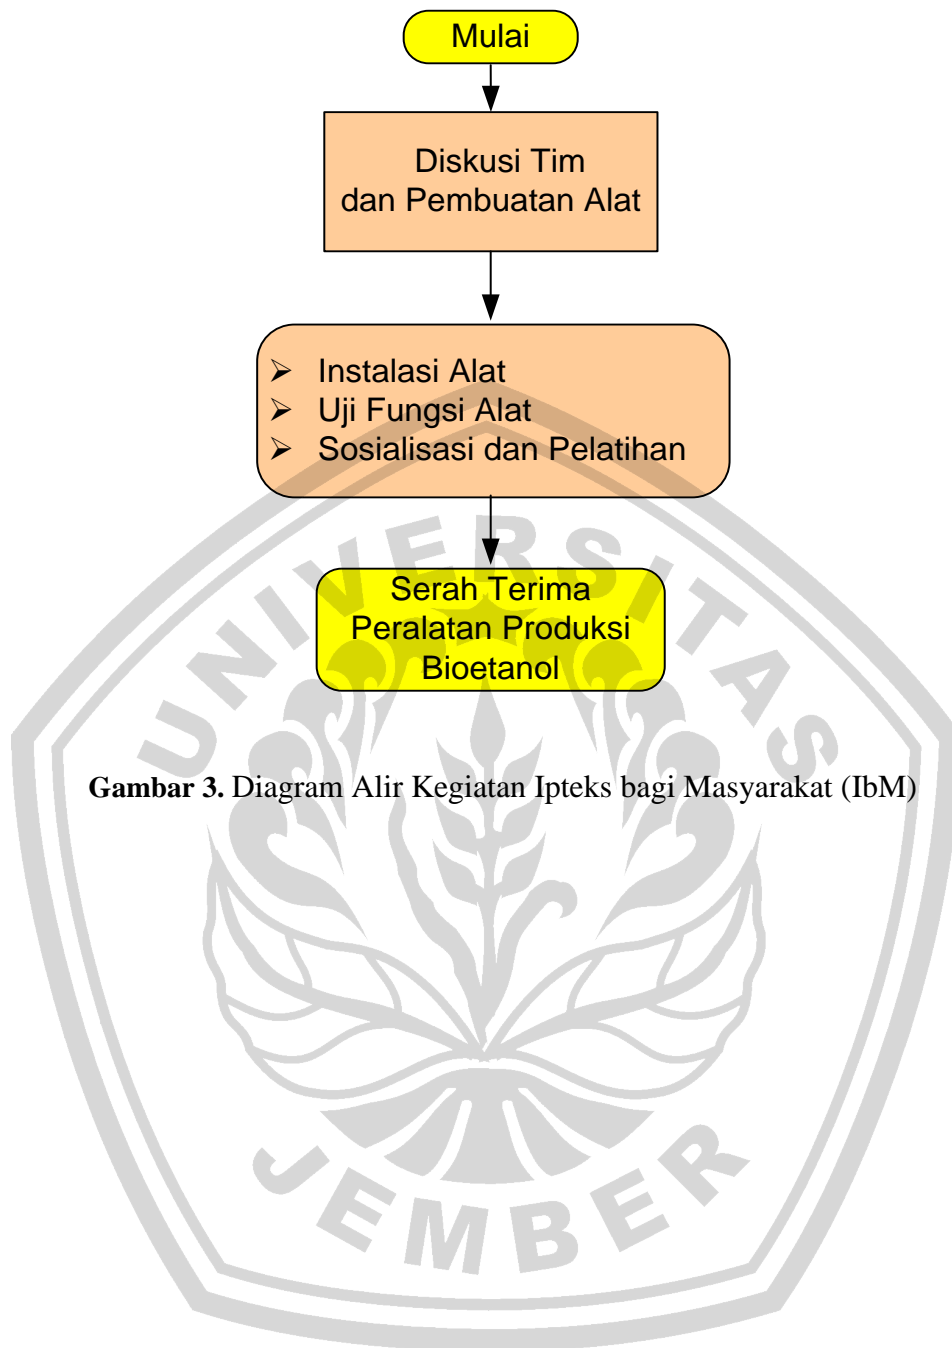 Mulai
Diskusi Tim
dan Pembuatan Alat
➢ Instalasi Alat
➢ Uji Fungsi Alat
➢ Sosialisasi dan Pelatihan
Serah Terima
Peralatan Produksi
Bioetanol
Gambar 3. Diagram Alir Kegiatan Ipteks bagi Masyarakat (IbM)
UNIVERSITAS
JEMBER